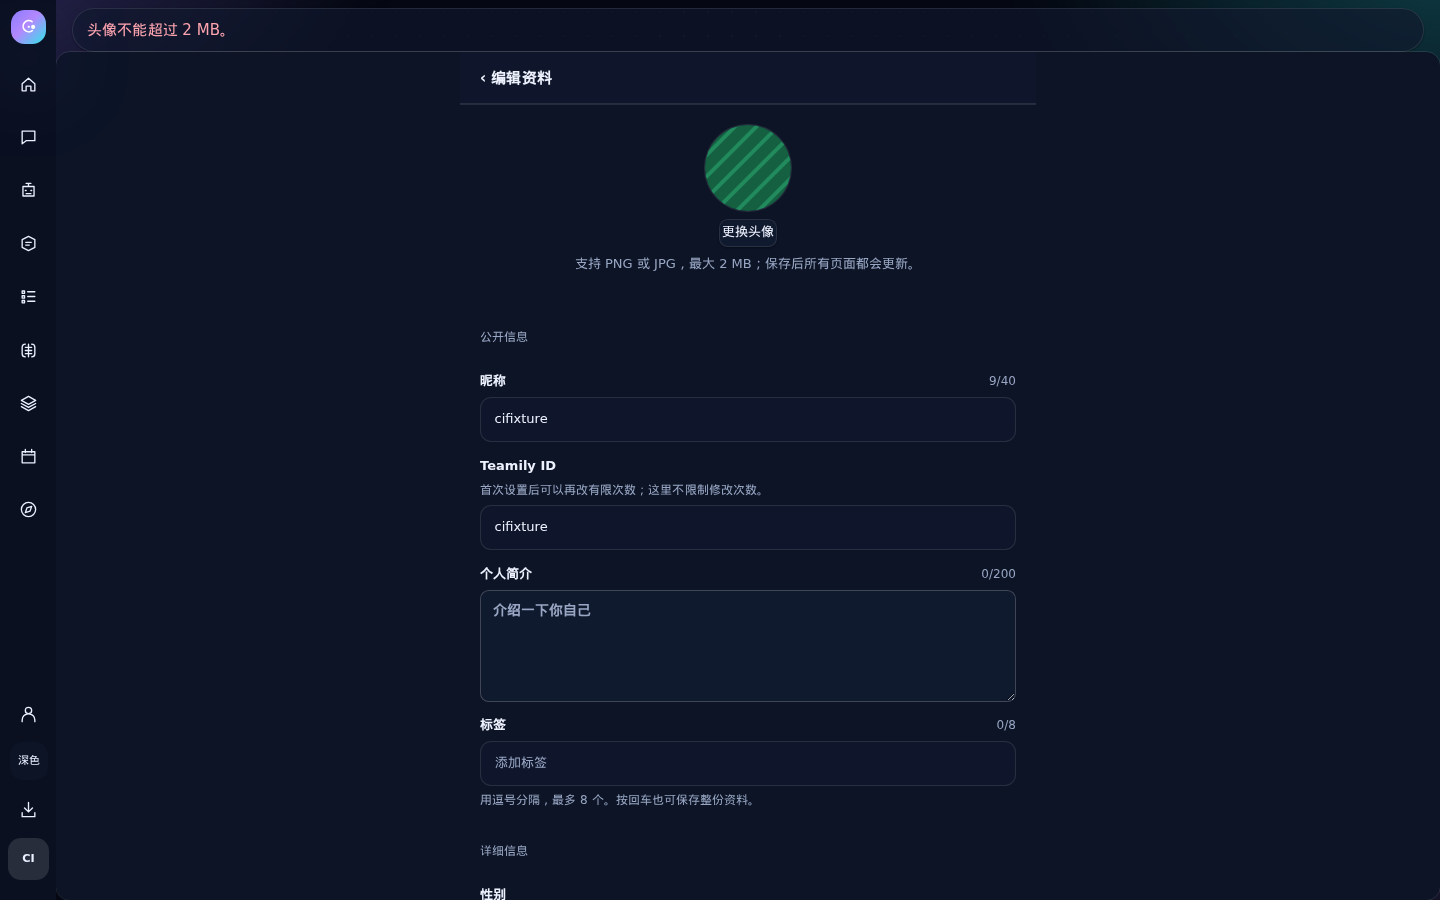 头像不能超过 2 MB。
‹ 编辑资料
更换头像
支持 PNG 或 JPG，最大 2 MB；保存后所有页面都会更新。
公开信息
昵称 9/40
cifixture
Teamily ID
首次设置后可以再改有限次数；这里不限制修改次数。
cifixture
个人简介 0/200
介绍一下你自己
标签 0/8
添加标签
用逗号分隔，最多 8 个。按回车也可保存整份资料。
详细信息
性别
深色
CI